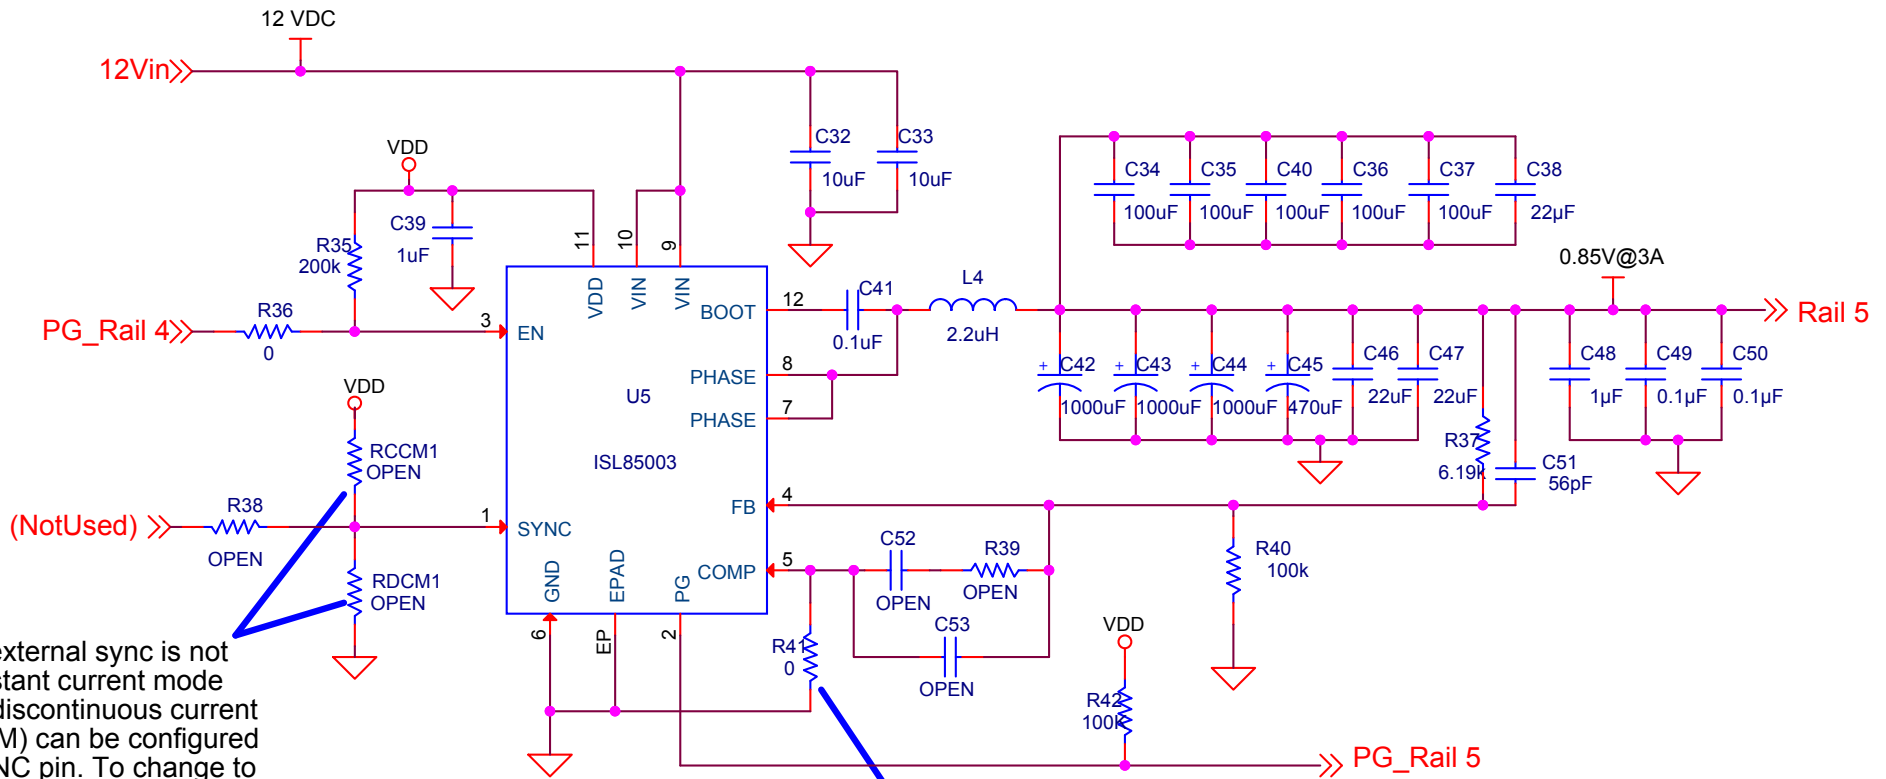 12 VDC
12Vin
VDD
C32
10uF
C33
10uF
C34
100uF
C35
100uF
C40
100uF
C36
100uF
C37
100uF
C38
22µF
C39
1uF
R35
200k
11
10
9
R36
0
PG_Rail 4
3
EN
VDD
VIN
VIN
BOOT
12
C41
0.1uF
L4
2.2uH
0.85V@3A
Rail 5
PHASE
8
PHASE
7
U5
ISL85003
+
C42
1000uF
+
C43
1000uF
+
C44
1000uF
+
C45
470uF
C46
22uF
C47
22uF
C48
1µF
C49
0.1µF
C50
0.1µF
R37
6.19k
C51
56pF
VDD
RCCM1
OPEN
(NotUsed)
R38
OPEN
1
SYNC
RDCM1
OPEN
FB
4
COMP
5
C52
OPEN
R39
OPEN
C53
OPEN
R40
100k
GND
EPAD
PG
6
EP
2
R41
0
VDD
R42
100K
PG_Rail 5
external sync is not
stant current mode
discontinuous current
M) can be configured
NC pin. To change to